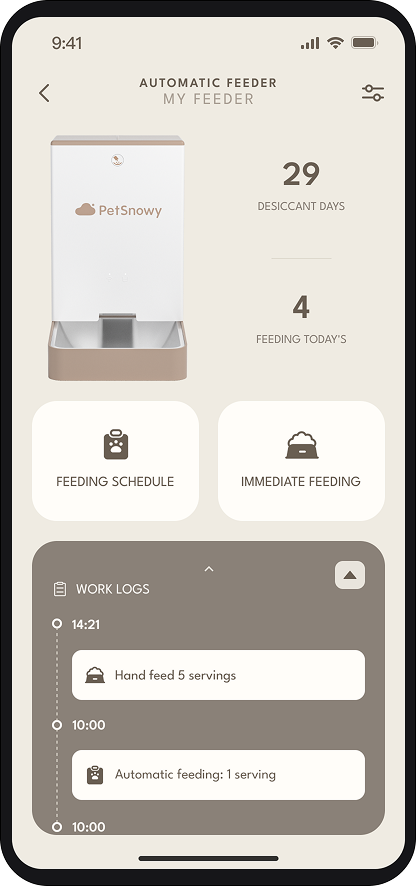 9:41
AUTOMATIC FEEDER
MY FEEDER
PetSnowy
29
DESICCANT DAYS
4
FEEDING TODAY'S
FEEDING SCHEDULE
IMMEDIATE FEEDING
WORK LOGS
14:21
Hand feed 5 servings
10:00
Automatic feeding: 1 serving
10:00